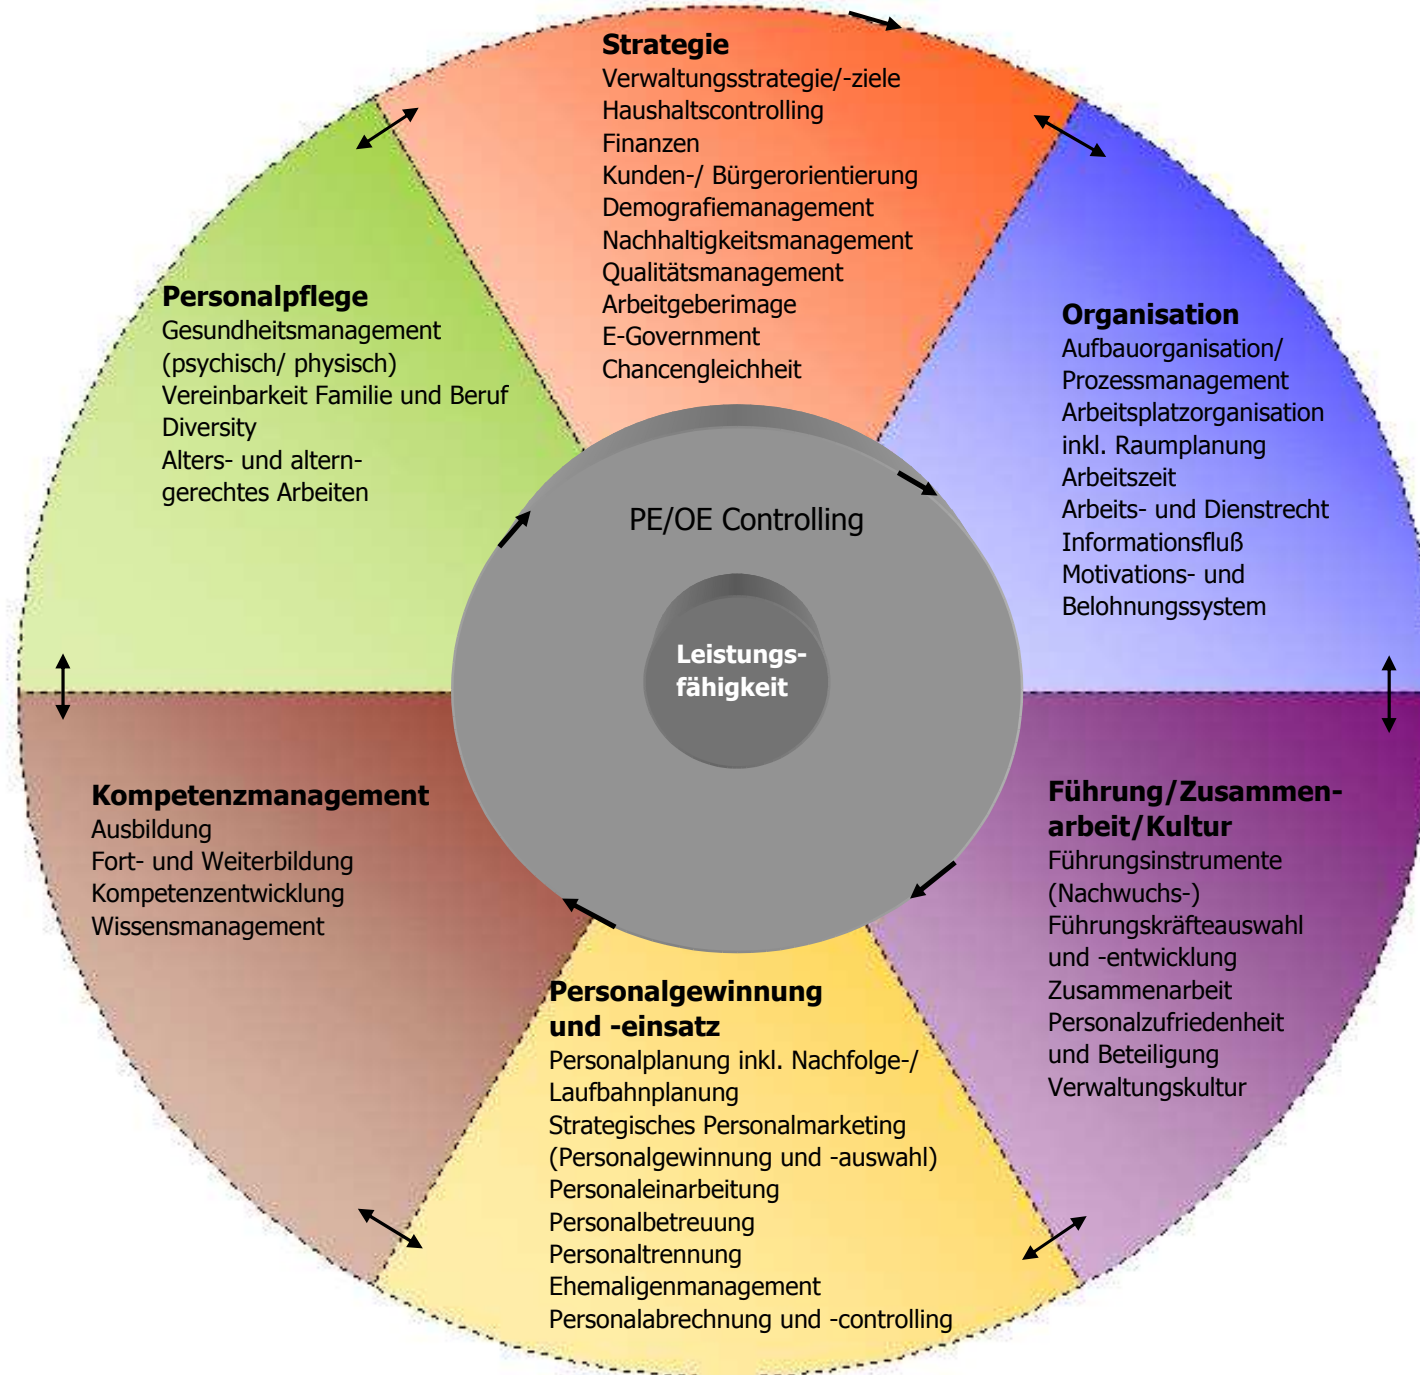 Strategie
Verwaltungsstrategie/-ziele
Haushaltscontrolling
Finanzen
Kunden-/ Bürgerorientierung
Demografiemanagement
Nachhaltigkeitsmanagement
Qualitätsmanagement
Arbeitgeberimage
E-Government
Chancengleichheit
Organisation
Aufbauorganisation/
Prozessmanagement
Arbeitsplatzorganisation
inkl. Raumplanung
Arbeitszeit
Arbeits- und Dienstrecht
Informationsfluß
Motivations- und
Belohnungssystem
Führung/Zusammen-
arbeit/Kultur
Führungsinstrumente
(Nachwuchs-)
Führungskräfteauswahl
und -entwicklung
Zusammenarbeit
Personalzufriedenheit
und Beteiligung
Verwaltungskultur
Personalgewinnung
und -einsatz
Personalplanung inkl. Nachfolge-/
Laufbahnplanung
Strategisches Personalmarketing
(Personalgewinnung und -auswahl)
Personaleinarbeitung
Personalbetreuung
Personaltrennung
Ehemaligenmanagement
Personalabrechnung und -controlling
Kompetenzmanagement
Ausbildung
Fort- und Weiterbildung
Kompetenzentwicklung
Wissensmanagement
Personalpflege
Gesundheitsmanagement
(psychisch/ physisch)
Vereinbarkeit Familie und Beruf
Diversity
Alters- und altern-
gerechtes Arbeiten
PE/OE Controlling
Leistungs-
fähigkeit